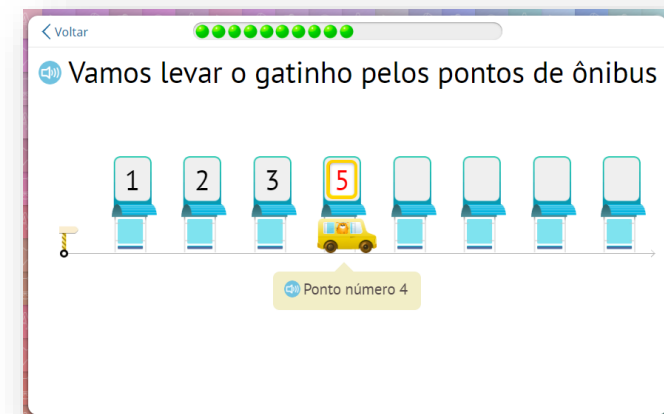 Voltar
Vamos levar o gatinho pelos pontos de ônibus
1 2 3 5
Ponto número 4